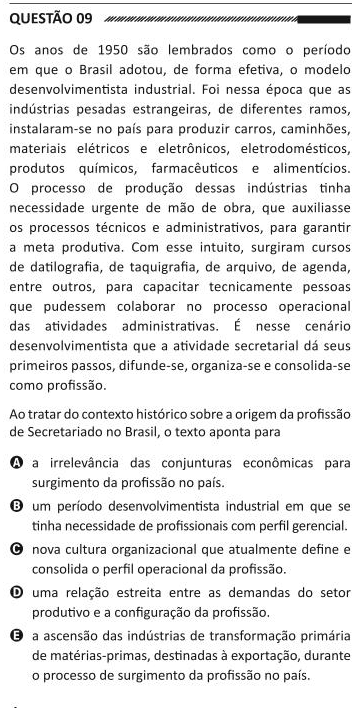 QUESTÃO 09
Os anos de 1950 são lembrados como o período
em que o Brasil adotou, de forma efetiva, o modelo
desenvolvimentista industrial. Foi nessa época que as
indústrias pesadas estrangeiras, de diferentes ramos,
instalaram-se no país para produzir carros, caminhões,
materiais elétricos e eletrônicos, eletrodomésticos,
produtos químicos, farmacêuticos e alimentícios.
O processo de produção dessas indústrias tinha
necessidade urgente de mão de obra, que auxiliasse
os processos técnicos e administrativos, para garantir
a meta produtiva. Com esse intuito, surgiram cursos
de datilografia, de taquigrafia, de arquivo, de agenda,
entre outros, para capacitar tecnicamente pessoas
que pudessem colaborar no processo operacional
das atividades administrativas. É nesse cenário
desenvolvimentista que a atividade secretarial dá seus
primeiros passos, difunde-se, organiza-se e consolida-se
como profissão.
Ao tratar do contexto histórico sobre a origem da profissão
de Secretariado no Brasil, o texto aponta para
A a irrelevância das conjunturas econômicas para
surgimento da profissão no país.
B um período desenvolvimentista industrial em que se
tinha necessidade de profissionais com perfil gerencial.
C nova cultura organizacional que atualmente define e
consolida o perfil operacional da profissão.
D uma relação estreita entre as demandas do setor
produtivo e a configuração da profissão.
E a ascensão das indústrias de transformação primária
de matérias-primas, destinadas à exportação, durante
o processo de surgimento da profissão no país.